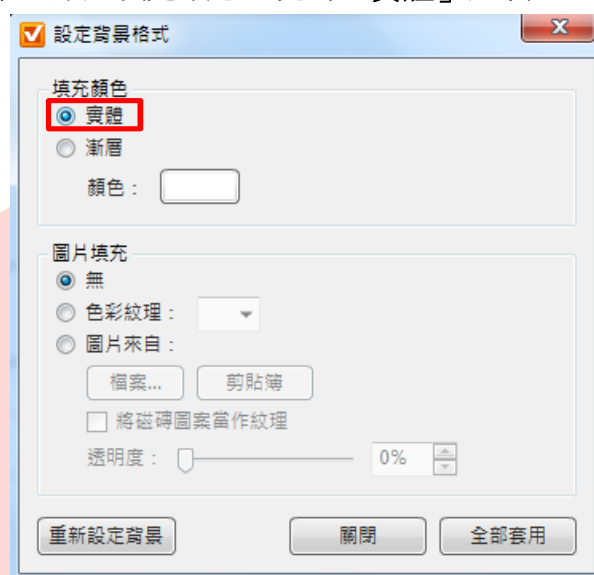 實體」
設定背景格式
填充顏色
實體
漸層
顏色：
圖片填充
無
色彩紋理：
圖片來自：
檔案... 剪貼簿
將磁磚圖案當作紋理
透明度： 0%
重新設定背景 關閉 全部套用